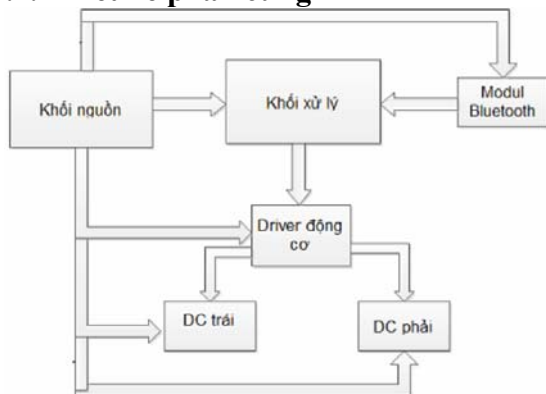 Khối nguồn
Khối xử lý
Modul
Bluetooth
Driver động
cơ
DC trái
DC phải